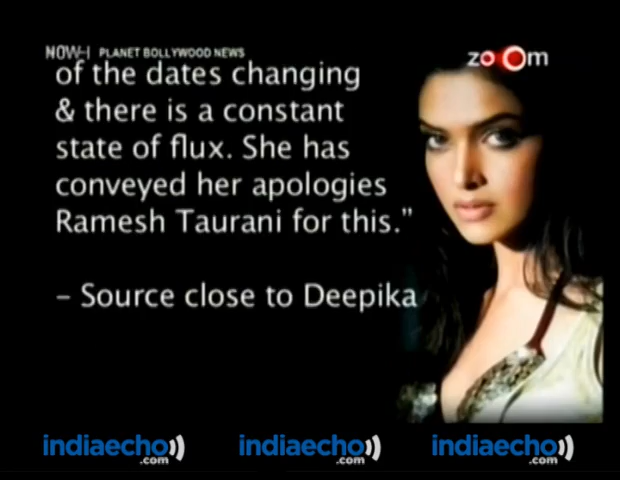 NOW-| PLANET BOLLYWOOD NEWS
zoOm
of the dates changing
& there is a constant
state of flux. She has
conveyed her apologies
Ramesh Taurani for this."
– Source close to Deepika
indiaecho.com indiaecho.com indiaecho.com